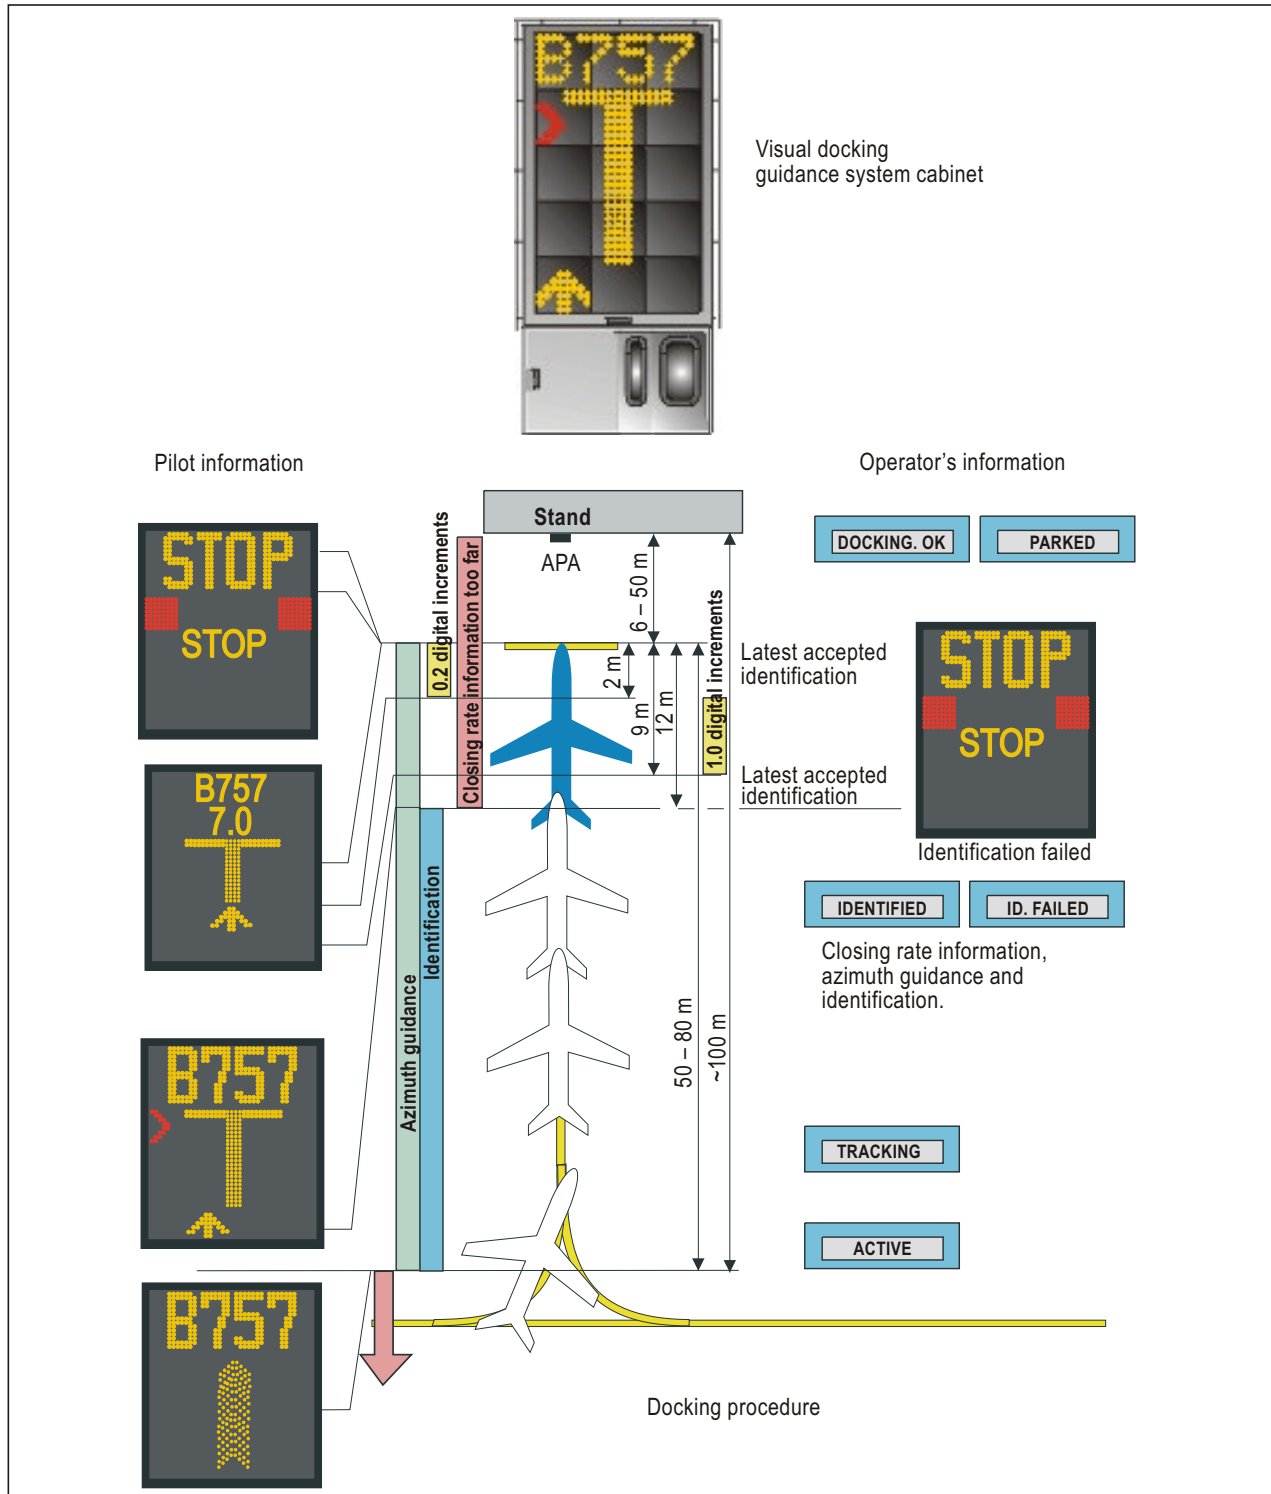 B757
Visual docking
guidance system cabinet
Pilot information
Operator's information
STOP
STOP
B757
7.0
B757
B757
0.2 digital increments
Closing rate information too far
Azimuth guidance
Identification
Stand
APA
6 – 50 m
2 m
9 m
12 m
1.0 digital increments
50 – 80 m
~100 m
DOCKING. OK
PARKED
Latest accepted
identification
Latest accepted
identification
STOP
STOP
Identification failed
IDENTIFIED
ID. FAILED
Closing rate information,
azimuth guidance and
identification.
TRACKING
ACTIVE
Docking procedure